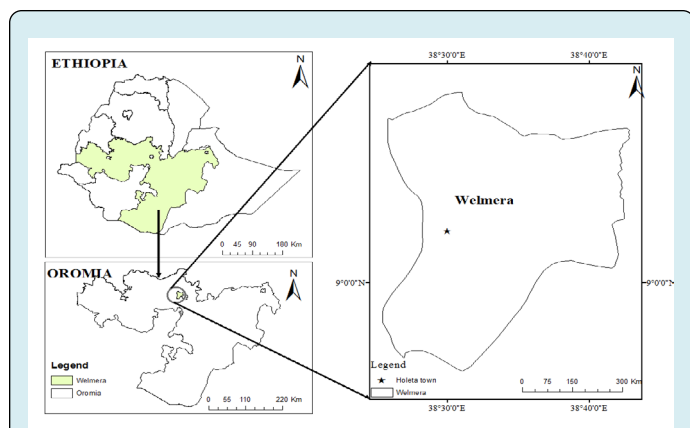 ETHIOPIA
N
0 45 90 180 Km
OROMIA
N
Legend
Welmera
Oromia
0 55 110 220 Km
38°30'0"E 38°40'0"E
N
Welmera
9°0'0"N 9°0'0"N
Legend
Holeta town
Welmera
0 75 150 300 Km
38°30'0"E 38°40'0"E